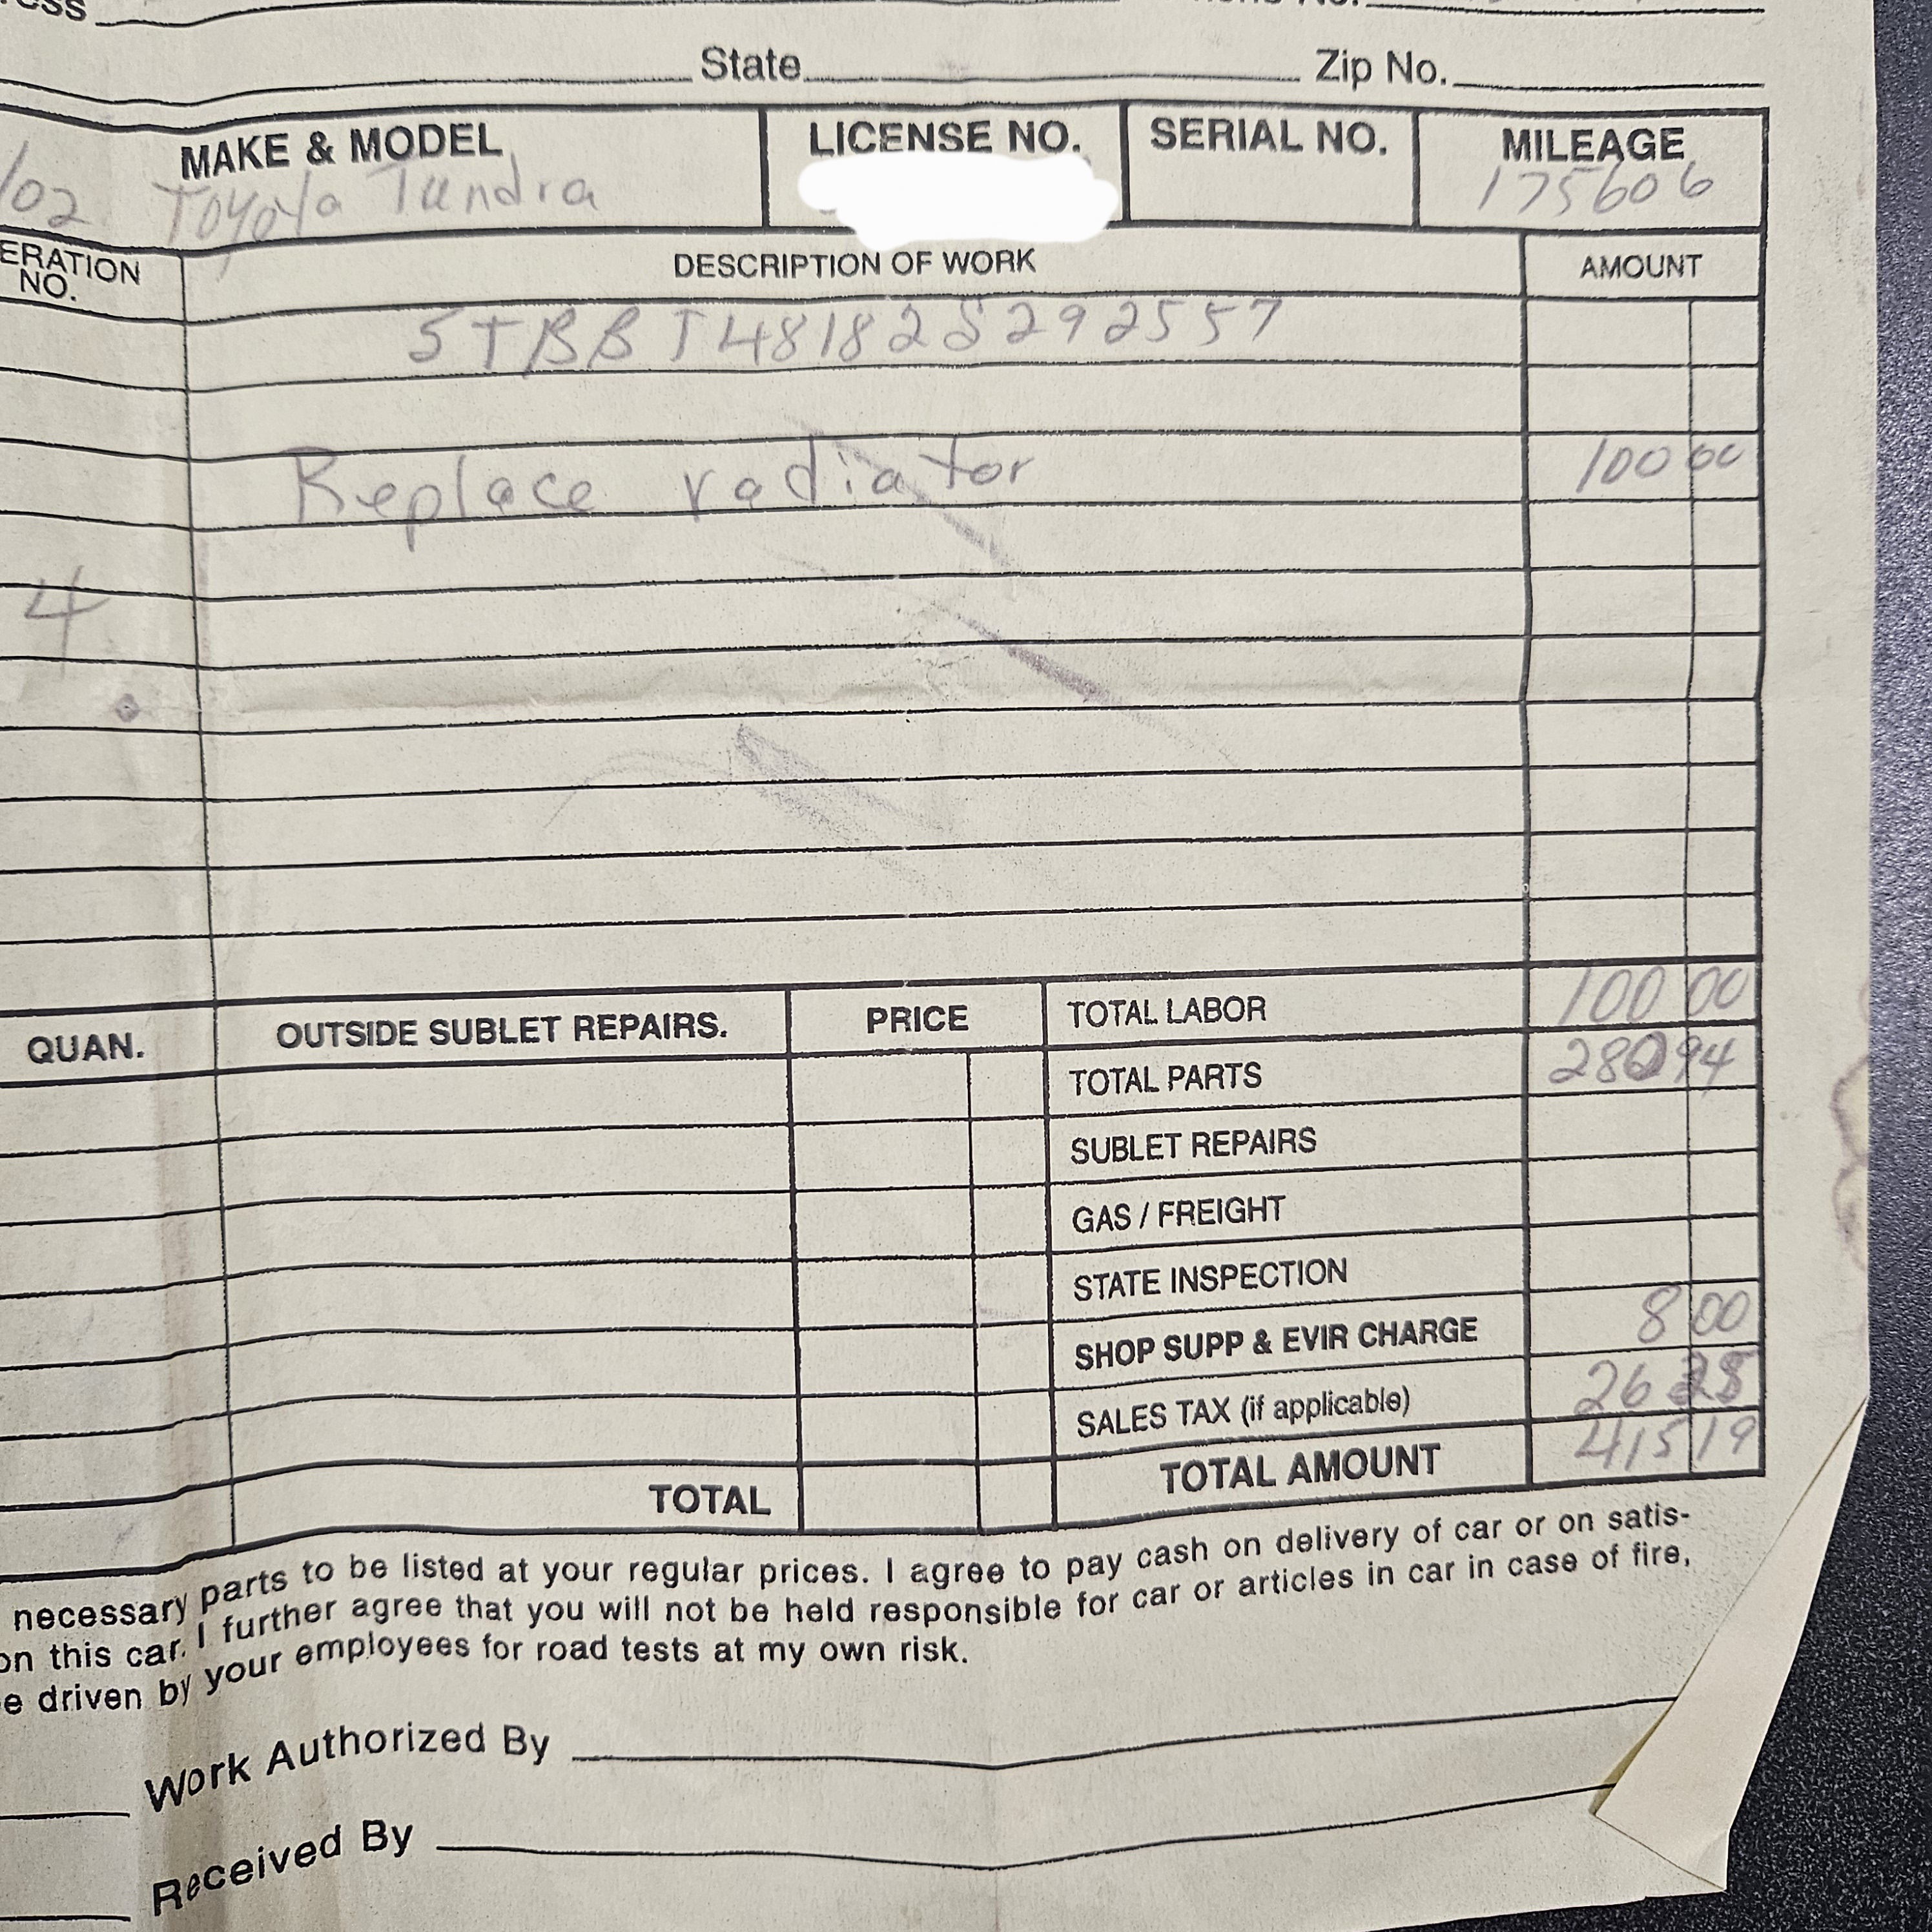 State Zip No.
MAKE & MODEL LICENSE NO. SERIAL NO. MILEAGE
/02 Toyota Tundra 175606
ERATION NO. DESCRIPTION OF WORK AMOUNT
5TBBT48182S292557
Replace radiator 100 00
4
TOTAL LABOR 100 00
QUAN. OUTSIDE SUBLET REPAIRS. PRICE
TOTAL PARTS 280 94
SUBLET REPAIRS
GAS / FREIGHT
STATE INSPECTION
SHOP SUPP & EVIR CHARGE 8 00
SALES TAX (if applicable) 26
TOTAL TOTAL AMOUNT 415 19
necessary parts to be listed at your regular prices. I agree to pay cash on delivery of car or on satis-
on this car. I further agree that you will not be held responsible for car or articles in car in case of fire,
e driven by your employees for road tests at my own risk.
Work Authorized By
Received By